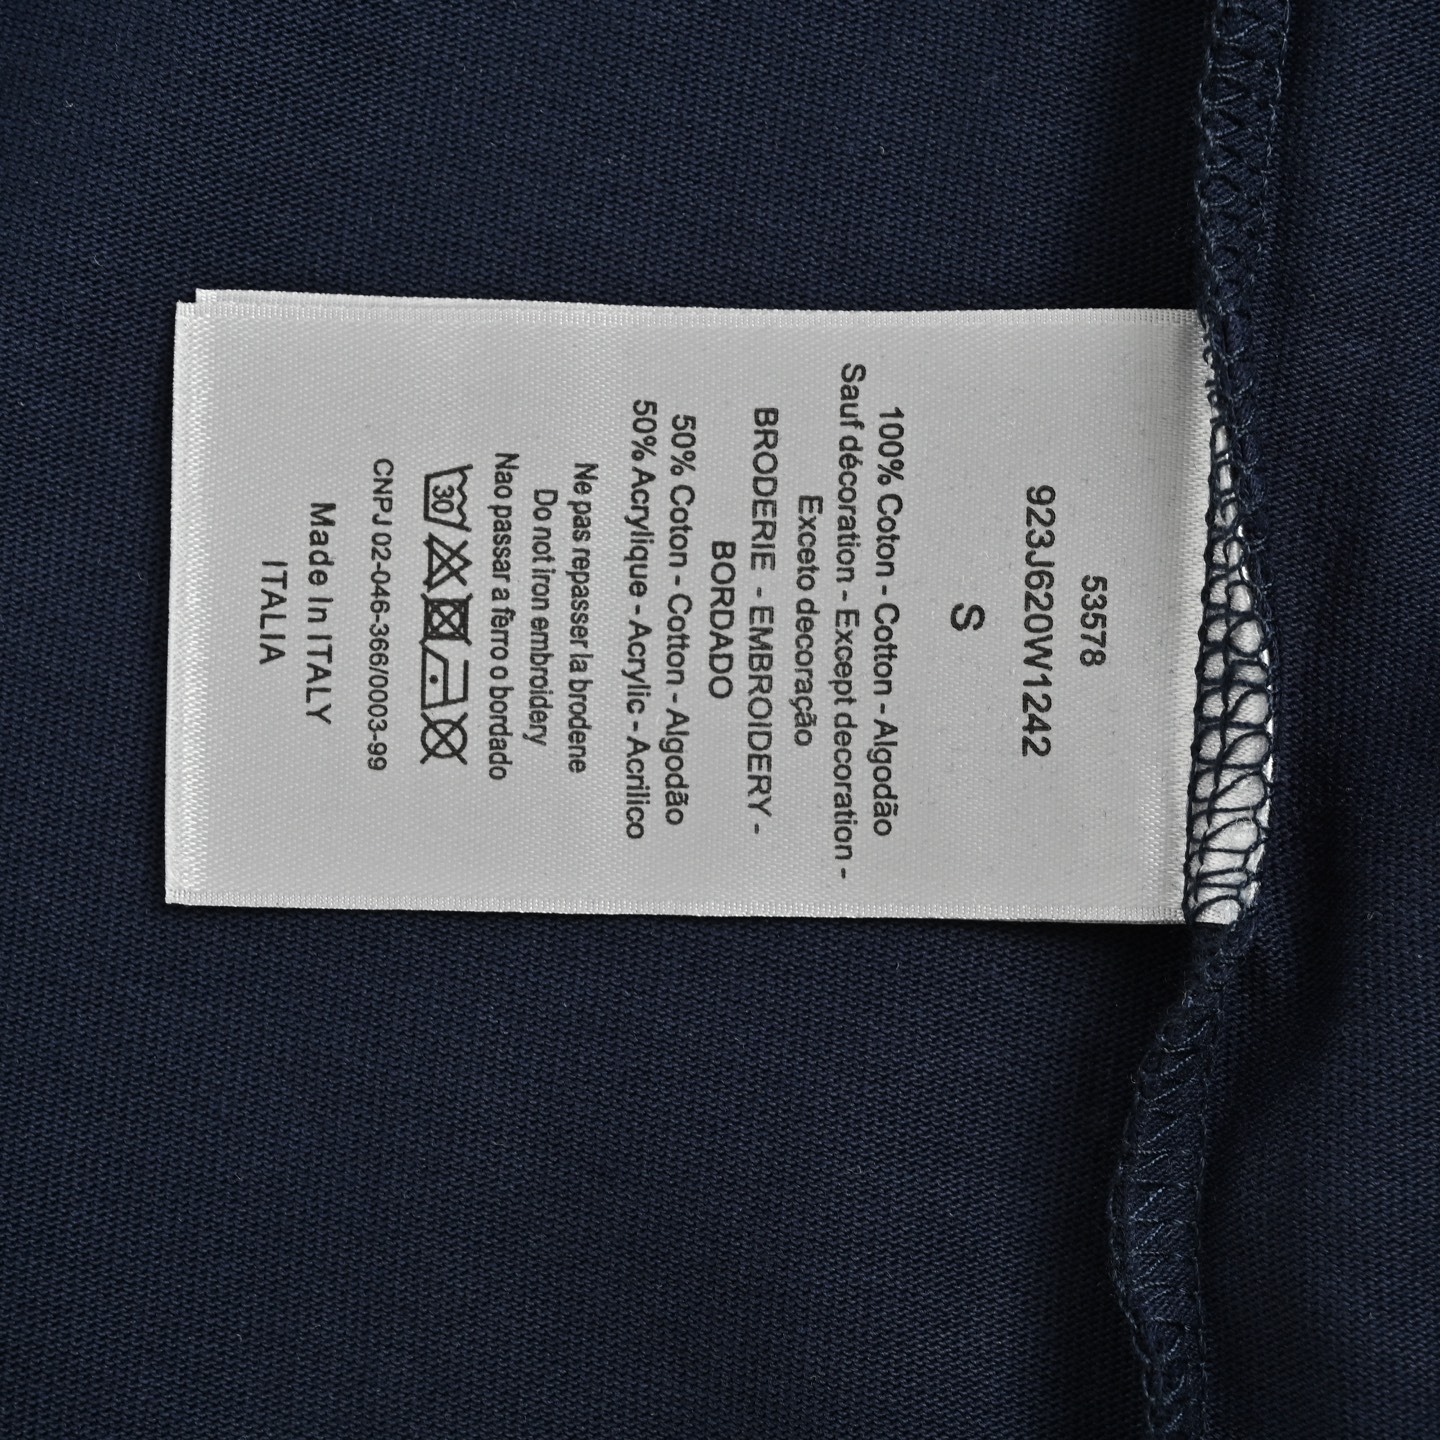 53578
923J620W1242
S
100% Coton - Cotton - Algodão
Sauf décoration - Except decoration -
Exceto decoração
BRODERIE - EMBROIDERY -
BORDADO
50% Coton - Cotton - Algodão
50% Acrylique - Acrylic - Acrilico
Ne pas repasser la brodene
Do not iron embroidery
Nao passar a fèrro o bordado
30
CNPJ 02-046-366/0003-99
Made In ITALY
ITALIA